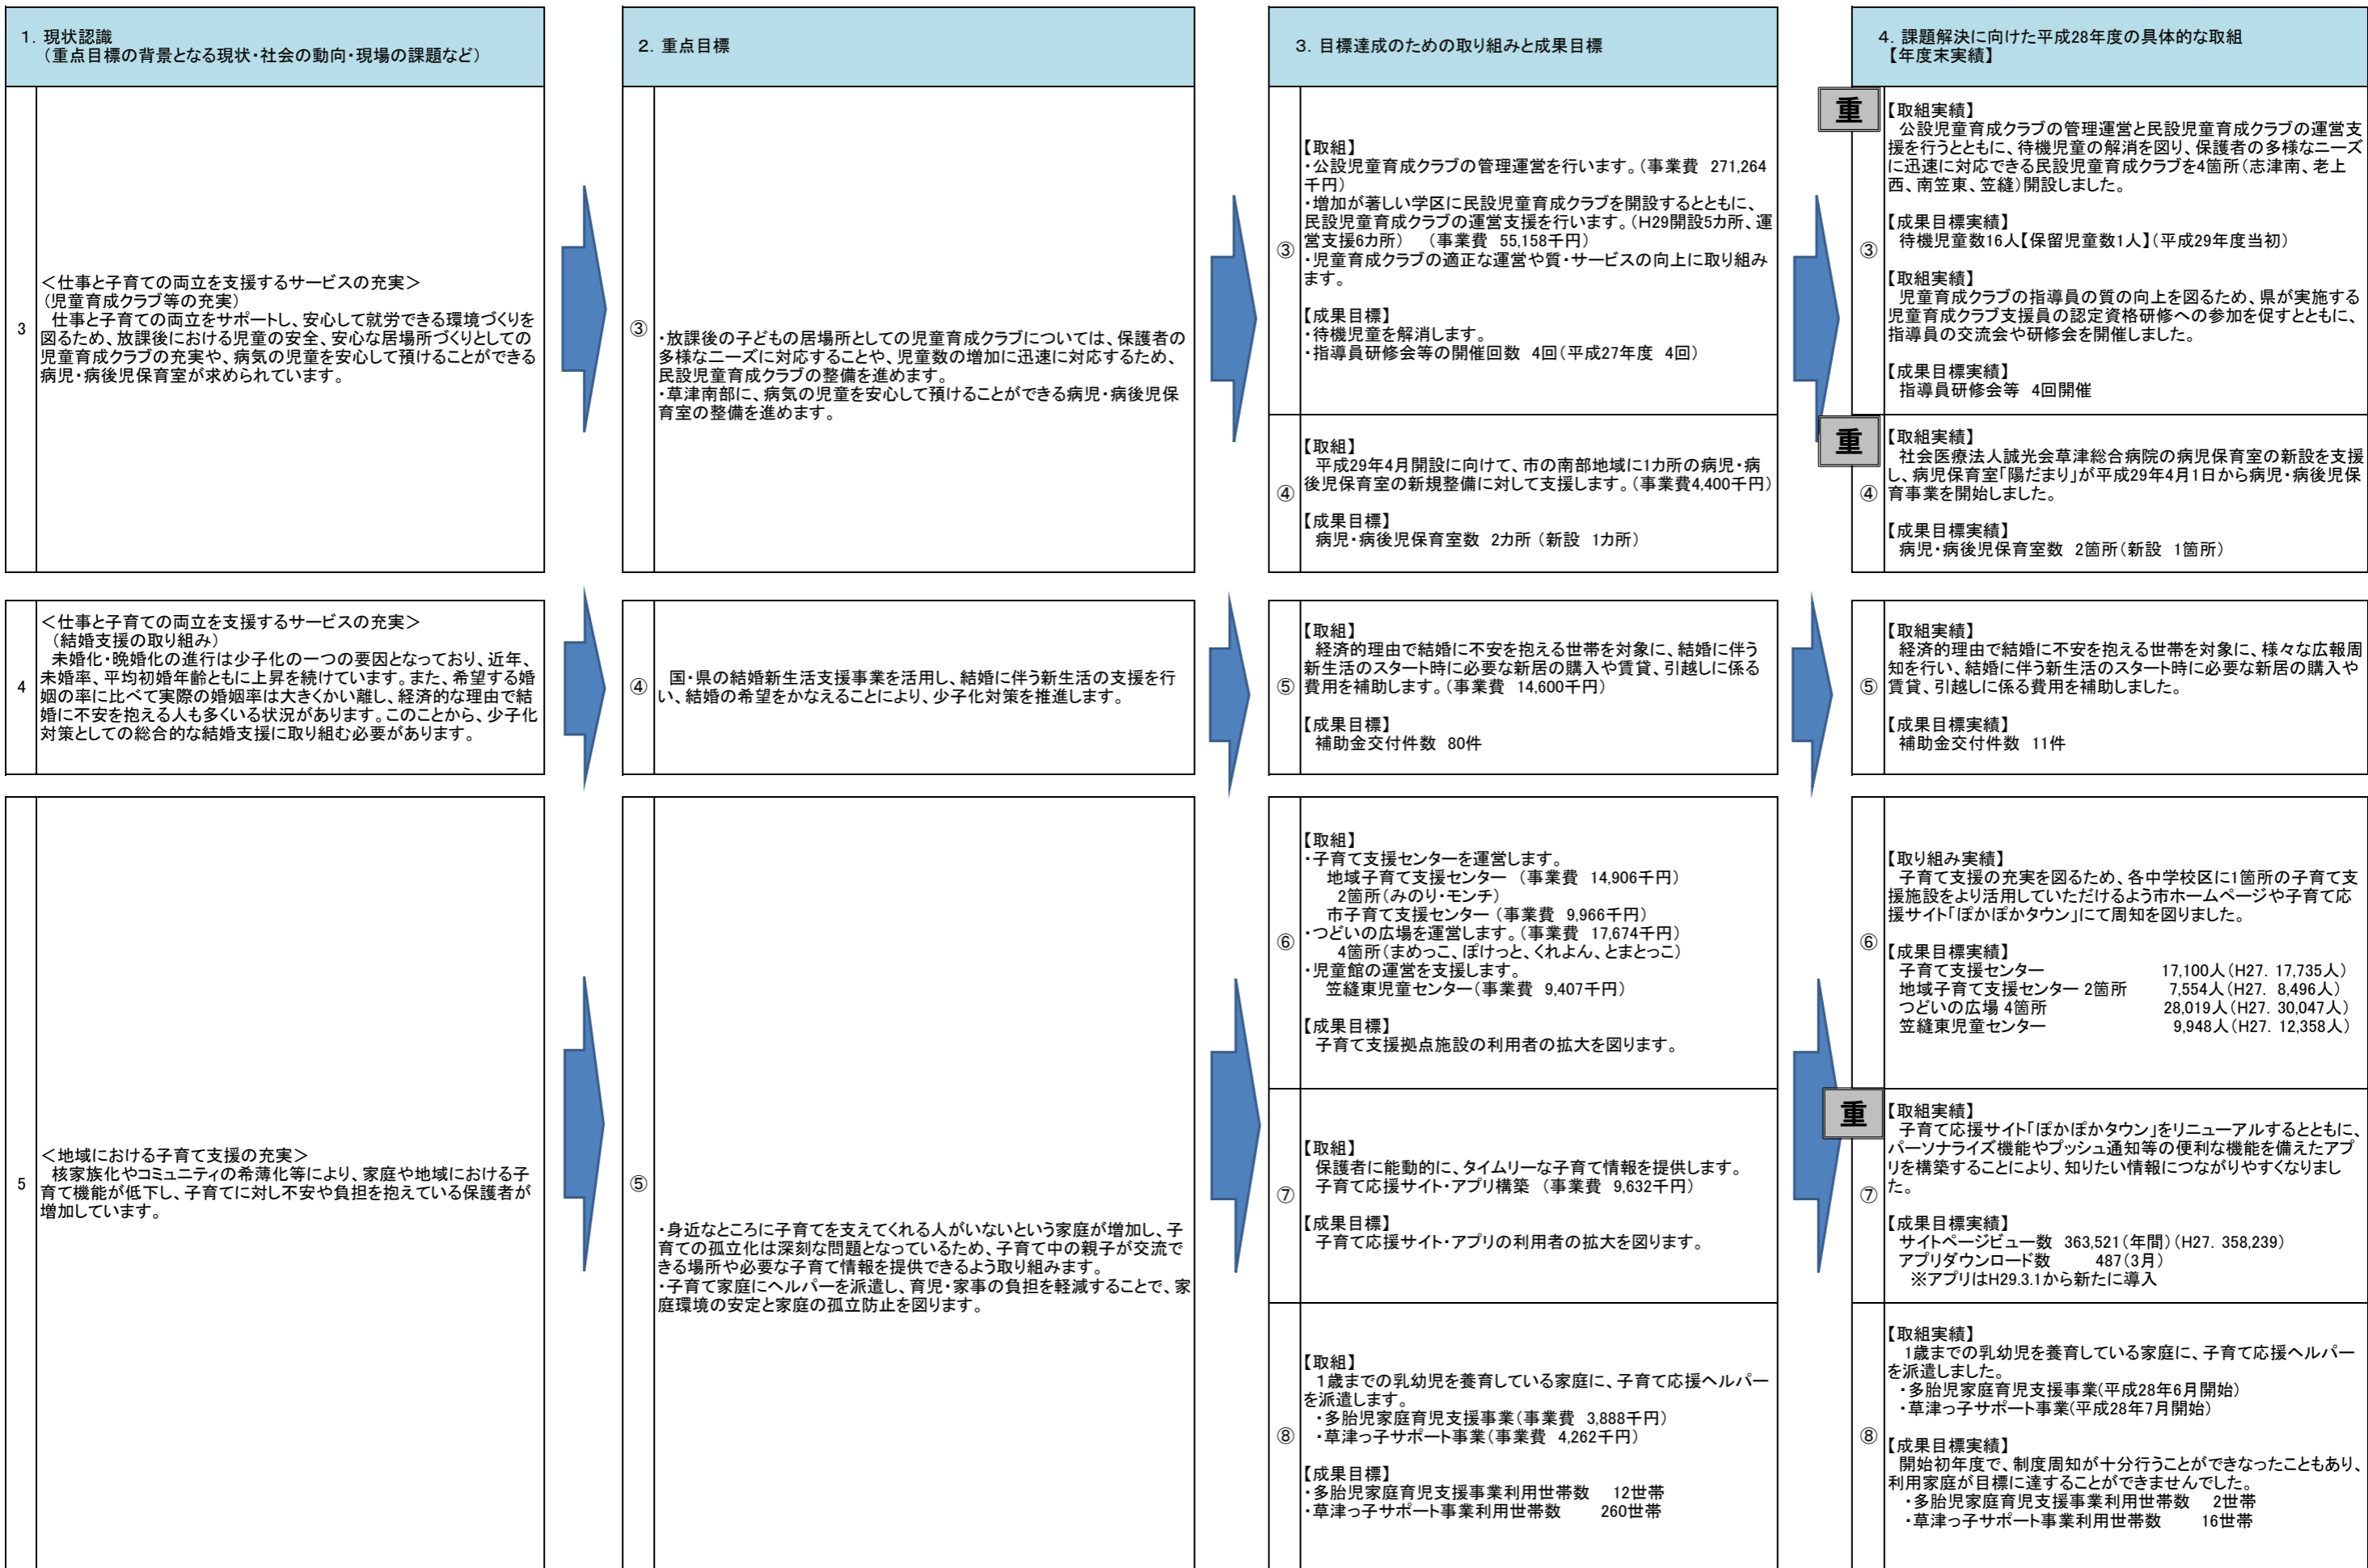 1．現状認識
（重点目標の背景となる現状・社会の動向・現場の課題など）
2．重点目標
3．目標達成のための取り組みと成果目標
4．課題解決に向けた平成28年度の具体的な取組
【年度末実績】
3
＜仕事と子育ての両立を支援するサービスの充実＞
（児童育成クラブ等の充実）
仕事と子育ての両立をサポートし、安心して就労できる環境づくりを
図るため、放課後における児童の安全、安心な居場所づくりとしての
児童育成クラブの充実や、病気の児童を安心して預けることができる
病児・病後児保育室が求められています。
③
・放課後の子どもの居場所としての児童育成クラブについては、保護者の
多様なニーズに対応することや、児童数の増加に迅速に対応するため、
民設児童育成クラブの整備を進めます。
・草津南部に、病気の児童を安心して預けることができる病児・病後児保
育室の整備を進めます。
③
【取組】
・公設児童育成クラブの管理運営を行います。（事業費 271,264
千円）
・増加が著しい学区に民設児童育成クラブを開設するとともに、
民設児童育成クラブの運営支援を行います。（H29開設5カ所、運
営支援6カ所） （事業費 55,158千円）
・児童育成クラブの適正な運営や質・サービスの向上に取り組み
ます。
【成果目標】
・待機児童を解消します。
・指導員研修会等の開催回数 4回（平成27年度 4回）
重
③
【取組実績】
公設児童育成クラブの管理運営と民設児童育成クラブの運営支
援を行うとともに、待機児童の解消を図り、保護者の多様なニーズ
に迅速に対応できる民設児童育成クラブを4箇所（志津南、老上
西、南笠東、笠縫）開設しました。
【成果目標実績】
待機児童数16人【保留児童数1人】（平成29年度当初）
【取組実績】
児童育成クラブの指導員の質の向上を図るため、県が実施する
児童育成クラブ支援員の認定資格研修への参加を促すとともに、
指導員の交流会や研修会を開催しました。
【成果目標実績】
指導員研修会等 4回開催
④
【取組】
平成29年4月開設に向けて、市の南部地域に1カ所の病児・病
後児保育室の新規整備に対して支援します。（事業費4,400千円）
【成果目標】
病児・病後児保育室数 2カ所 （新設 1カ所）
重
④
【取組実績】
社会医療法人誠光会草津総合病院の病児保育室の新設を支援
し、病児保育室「陽だまり」が平成29年4月1日から病児・病後児保
育事業を開始しました。
【成果目標実績】
病児・病後児保育室数 2箇所（新設 1箇所）
4
＜仕事と子育ての両立を支援するサービスの充実＞
（結婚支援の取り組み）
未婚化・晩婚化の進行は少子化の一つの要因となっており、近年、
未婚率、平均初婚年齢ともに上昇を続けています。また、希望する婚
姻の率に比べて実際の婚姻率は大きくかい離し、経済的な理由で結
婚に不安を抱える人も多くいる状況があります。このことから、少子化
対策としての総合的な結婚支援に取り組む必要があります。
④
国・県の結婚新生活支援事業を活用し、結婚に伴う新生活の支援を行
い、結婚の希望をかなえることにより、少子化対策を推進します。
⑤
【取組】
経済的理由で結婚に不安を抱える世帯を対象に、結婚に伴う
新生活のスタート時に必要な新居の購入や賃貸、引越しに係る
費用を補助します。（事業費 14,600千円）
【成果目標】
補助金交付件数 80件
⑤
【取組実績】
経済的理由で結婚に不安を抱える世帯を対象に、様々な広報周
知を行い、結婚に伴う新生活のスタート時に必要な新居の購入や
賃貸、引越しに係る費用を補助しました。
【成果目標実績】
補助金交付件数 11件
5
＜地域における子育て支援の充実＞
核家族化やコミュニティの希薄化等により、家庭や地域における子
育て機能が低下し、子育てに対し不安や負担を抱えている保護者が
増加しています。
⑤
・身近なところに子育てを支えてくれる人がいないという家庭が増加し、子
育ての孤立化は深刻な問題となっているため、子育て中の親子が交流で
きる場所や必要な子育て情報を提供できるよう取り組みます。
・子育て家庭にヘルパーを派遣し、育児・家事の負担を軽減することで、家
庭環境の安定と家庭の孤立防止を図ります。
⑥
【取組】
・子育て支援センターを運営します。
地域子育て支援センター （事業費 14,906千円）
2箇所（みのり・モンチ）
市子育て支援センター （事業費 9,966千円）
・つどいの広場を運営します。（事業費 17,674千円）
4箇所（まめっこ、ぽけっと、くれよん、とまとっこ）
・児童館の運営を支援します。
笠縫東児童センター（事業費 9,407千円）
【成果目標】
子育て支援拠点施設の利用者の拡大を図ります。
⑥
【取り組み実績】
子育て支援の充実を図るため、各中学校区に1箇所の子育て支
援施設をより活用していただけるよう市ホームページや子育て応
援サイト「ぽかぽかタウン」にて周知を図りました。
【成果目標実績】
子育て支援センター 17,100人（H27. 17,735人）
地域子育て支援センター 2箇所 7,554人（H27. 8,496人）
つどいの広場 4箇所 28,019人（H27. 30,047人）
笠縫東児童センター 9,948人（H27. 12,358人）
⑦
【取組】
保護者に能動的に、タイムリーな子育て情報を提供します。
子育て応援サイト・アプリ構築 （事業費 9,632千円）
【成果目標】
子育て応援サイト・アプリの利用者の拡大を図ります。
重
⑦
【取組実績】
子育て応援サイト「ぽかぽかタウン」をリニューアルするとともに、
パーソナライズ機能やプッシュ通知等の便利な機能を備えたアプ
リを構築することにより、知りたい情報につながりやすくなりまし
た。
【成果目標実績】
サイトページビュー数 363,521（年間）（H27. 358,239）
アプリダウンロード数 487（3月）
※アプリはH29.3.1から新たに導入
⑧
【取組】
1歳までの乳幼児を養育している家庭に、子育て応援ヘルパー
を派遣します。
・多胎児家庭育児支援事業（事業費 3,888千円）
・草津っ子サポート事業（事業費 4,262千円）
【成果目標】
・多胎児家庭育児支援事業利用世帯数 12世帯
・草津っ子サポート事業利用世帯数 260世帯
⑧
【取組実績】
1歳までの乳幼児を養育している家庭に、子育て応援ヘルパー
を派遣しました。
・多胎児家庭育児支援事業(平成28年6月開始)
・草津っ子サポート事業(平成28年7月開始)
【成果目標実績】
開始初年度で、制度周知が十分行うことができなったこともあり、
利用家庭が目標に達することができませんでした。
・多胎児家庭育児支援事業利用世帯数 2世帯
・草津っ子サポート事業利用世帯数 16世帯